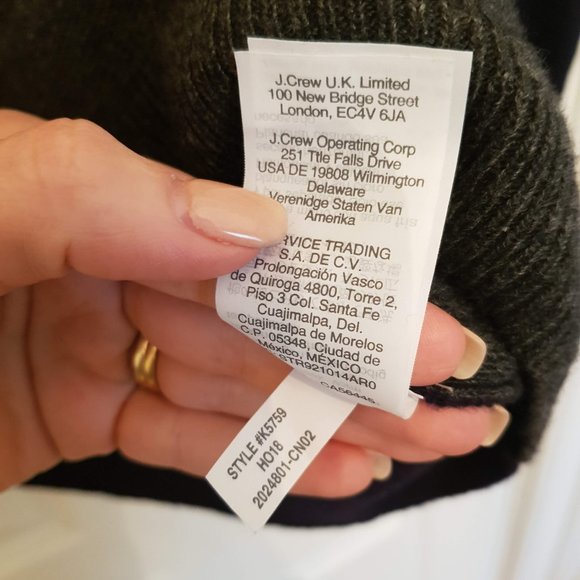 J.Crew U.K. Limited
100 New Bridge Street
London, EC4V 6JA
J.Crew Operating Corp
251 Ttle Falls Drive
USA DE 19808 Wilmington
Delaware
Verenidge Staten Van
Amerika
RVICE TRADING
S.A. DE C.V.
Prolongación Vasco
de Quiroga 4800, Torre 2,
Piso 3 Col. Santa Fe
Cuajimalpa, Del.
Cuajimalpa de Morelos
C.P. 05348, Ciudad de
México, MÉXICO
STR921014AR0
STYLE #K5759
HO18
2024801-CN02